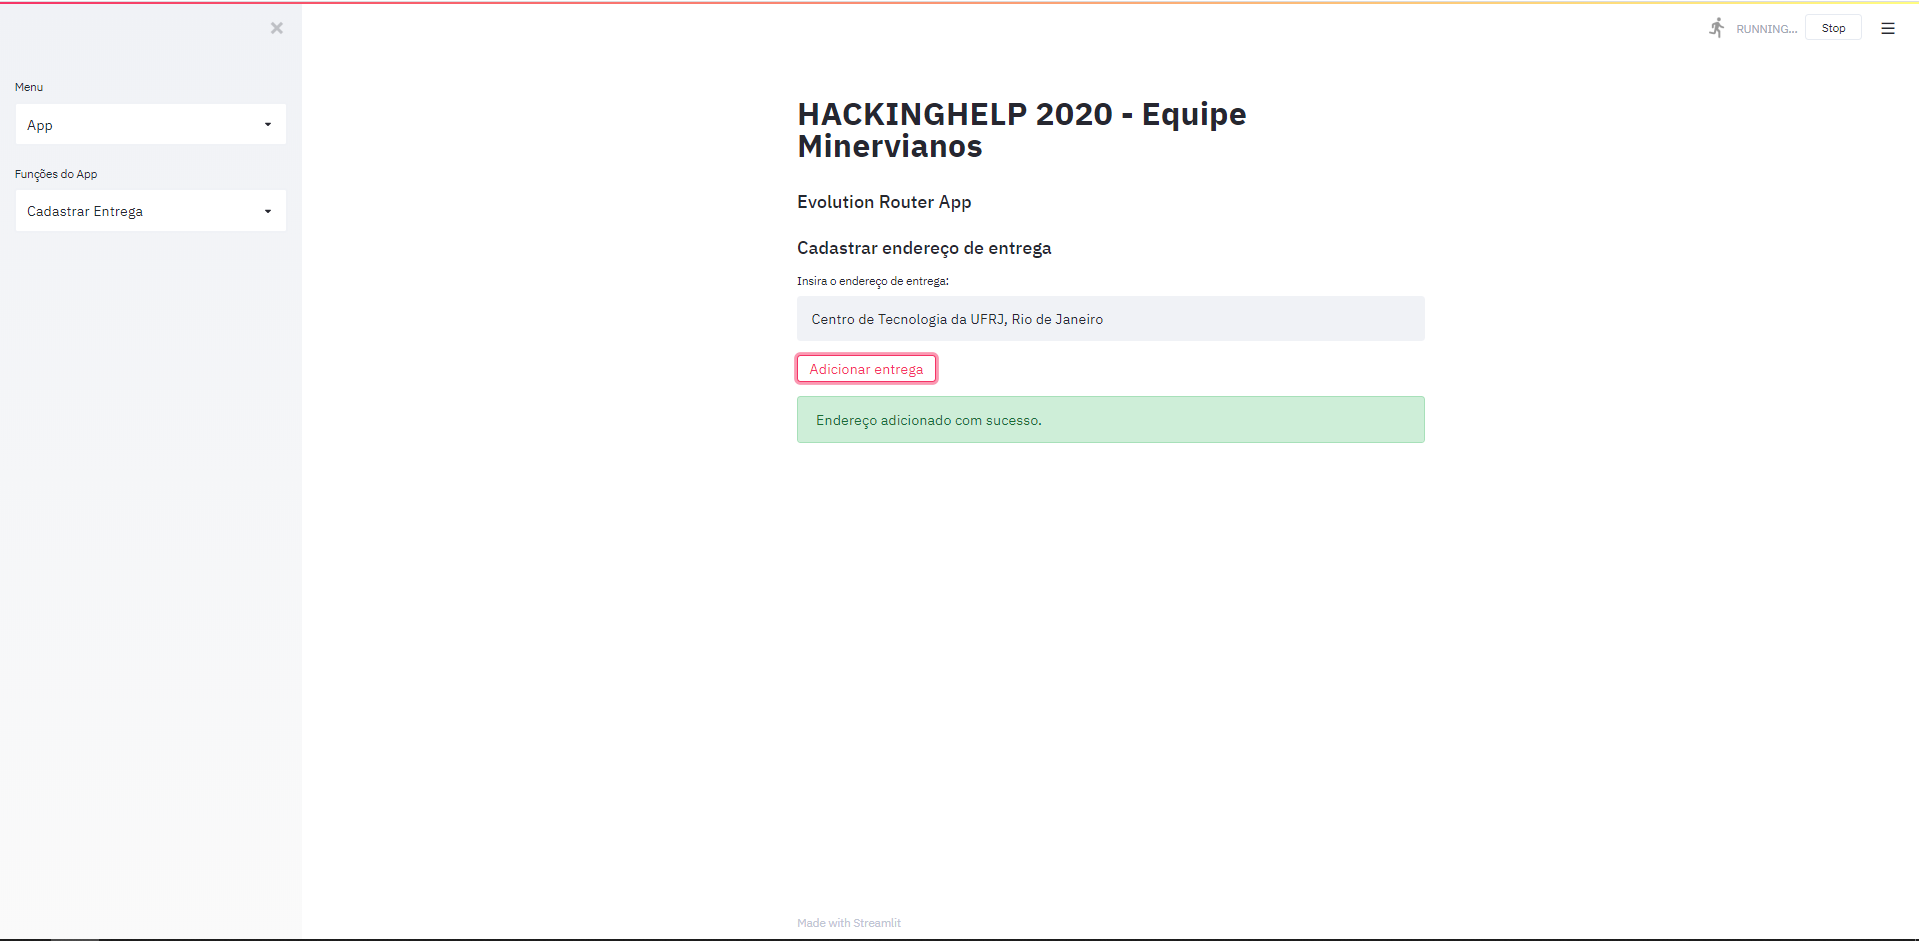 RUNNING...
Stop
Menu
App
Funções do App
Cadastrar Entrega
HACKINGHELP 2020 - Equipe
Minervianos
Evolution Router App
Cadastrar endereço de entrega
Insira o endereço de entrega:
Centro de Tecnologia da UFRJ, Rio de Janeiro
Adicionar entrega
Endereço adicionado com sucesso.
Made with Streamlit